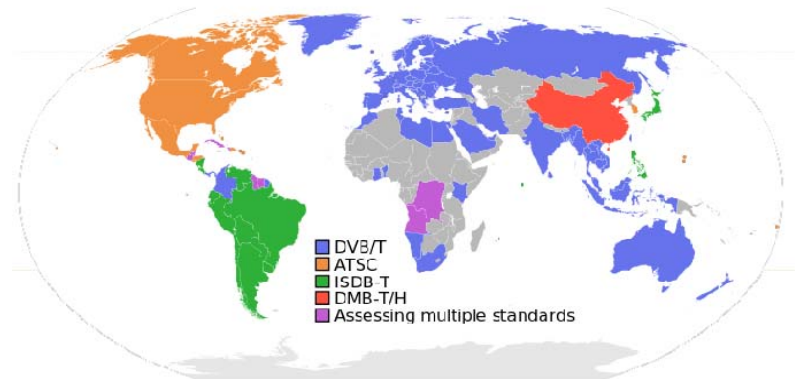 DVB/T
ATSC
ISDB-T
DMB-T/H
Assessing multiple standards